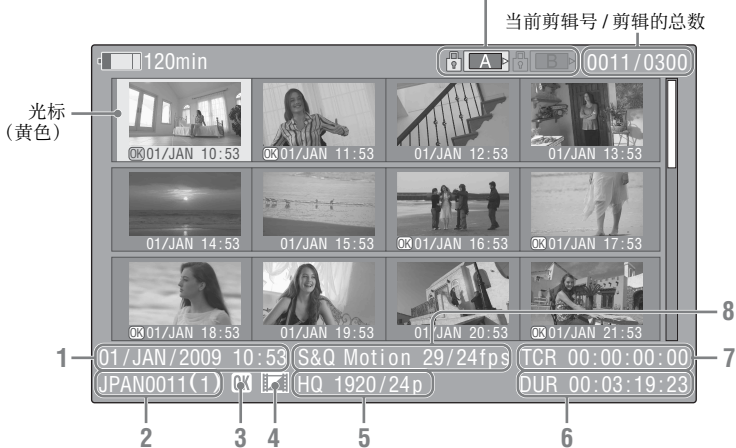 当前剪辑号 / 剪辑的总数
120min
A
B
0011/0300
光标
（黄色）
OK 01/JAN 10:53
OK 01/JAN 11:53
01/JAN 12:53
01/JAN 13:53
01/JAN 14:53
01/JAN 15:53
OK 01/JAN 16:53
OK 01/JAN 17:53
OK 01/JAN 18:53
01/JAN 19:53
01/JAN 20:53
OK 01/JAN 21:53
8
1
01/JAN/2009 10:53
S&Q Motion 29/24fps
TCR 00:00:00:00
7
JPAN0011(1)
OK
HQ 1920/24p
DUR 00:03:19:23
2
3
4
5
6